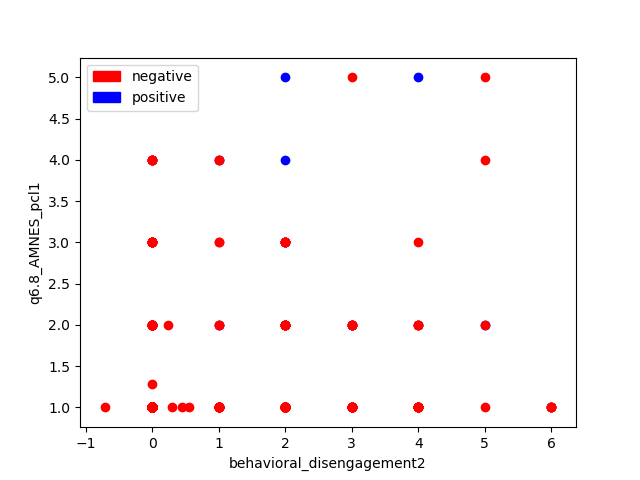 negative
positive
5.0
4.5
4.0
3.5
3.0
2.5
2.0
1.5
1.0
q6.8_AMNES_pcl1
−1 0 1 2 3 4 5 6
behavioral_disengagement2